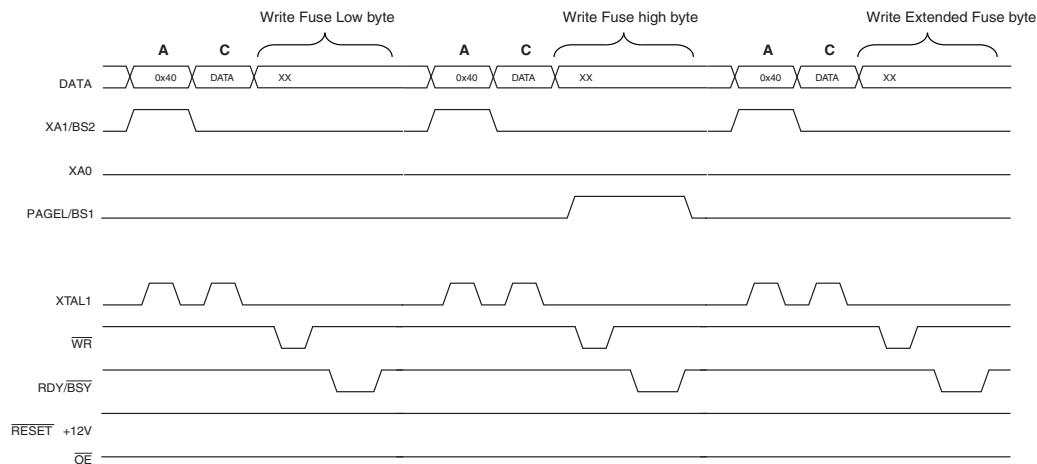 Write Fuse Low byte Write Fuse high byte Write Extended Fuse byte
A C A C A C
DATA 0x40 DATA XX 0x40 DATA XX 0x40 DATA XX
XA1/BS2
XA0
PAGEL/BS1
XTAL1
WR
RDY/BSY
RESET +12V
OE